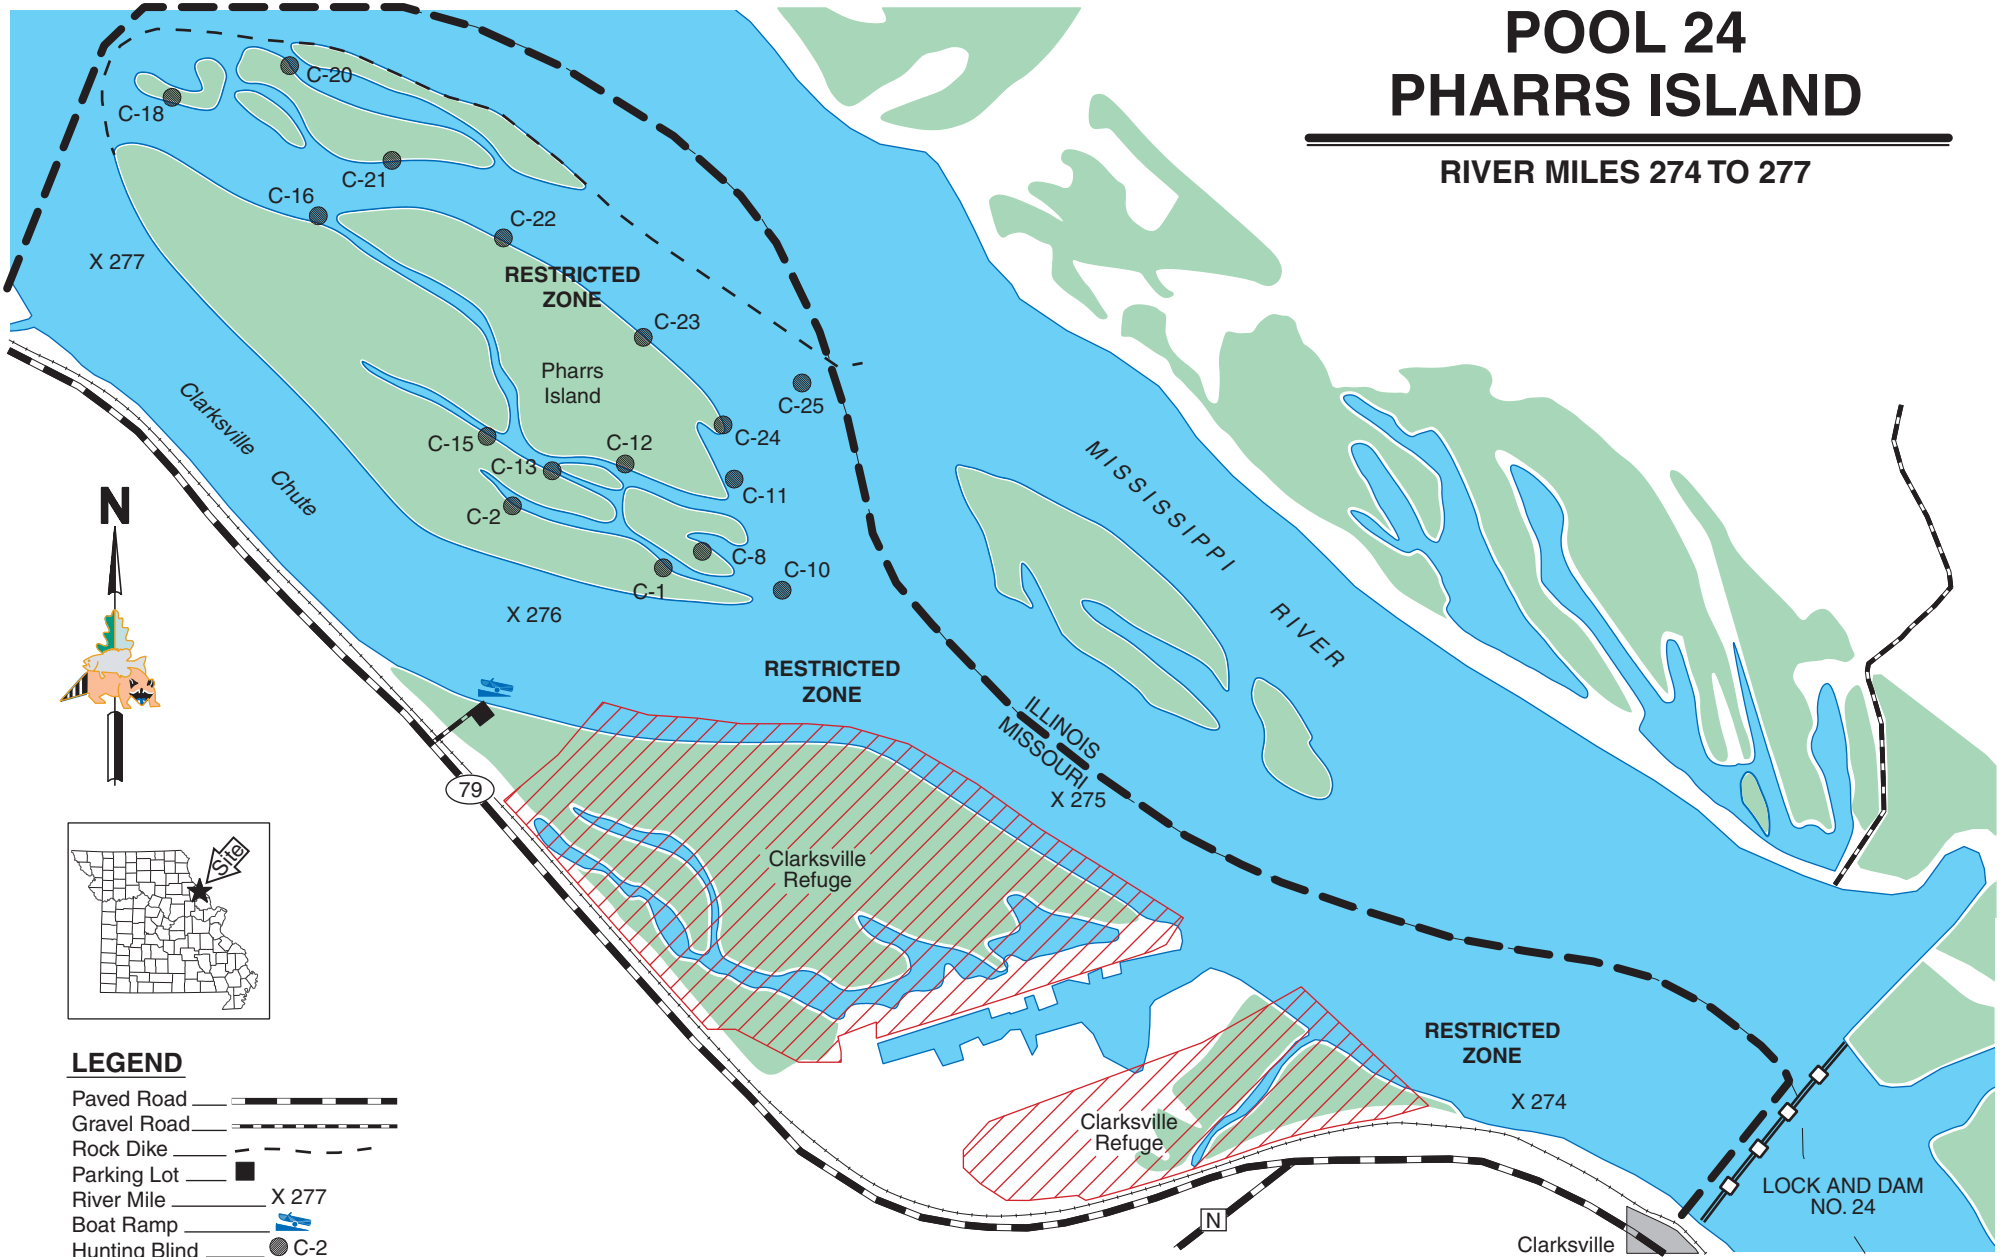 POOL 24
PHARRS ISLAND
RIVER MILES 274 TO 277
C-20
C-18
C-21
C-16
C-22
X 277
RESTRICTED
ZONE
C-23
Pharrs
Island
C-25
C-24
C-15
C-12
C-13
C-11
C-2
C-8
C-10
C-1
Clarksville
Chute
MISSISSIPPI
RIVER
N
X 276
RESTRICTED
ZONE
ILLINOIS
MISSOURI
X 275
79
Site
Clarksville
Refuge
RESTRICTED
ZONE
X 274
Clarksville
Refuge
LOCK AND DAM
NO. 24
N
Clarksville
LEGEND
Paved Road
Gravel Road
Rock Dike
Parking Lot
River Mile X 277
Boat Ramp
Hunting Blind C-2